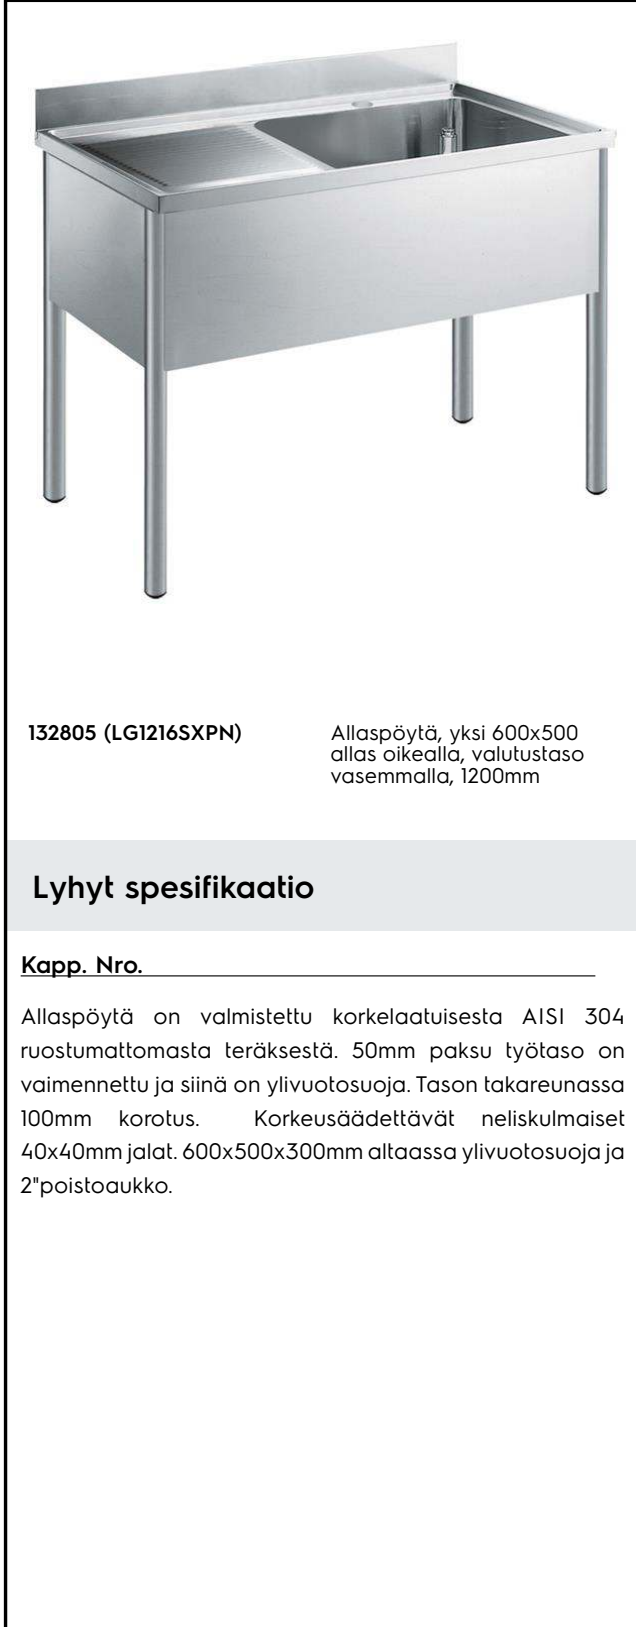 132805 (LG1216SXPN)
Allaspöytä, yksi 600x500
allas oikealla, valutustaso
vasemmalla, 1200mm
Lyhyt spesifikaatio
Kapp. Nro.
Allaspöytä on valmistettu korkelaatuisesta AISI 304
ruostumattomasta teräksestä. 50mm paksu työtaso on
vaimennettu ja siinä on ylivuotosuoja. Tason takareunassa
100mm korotus. Korkeusäädettävät neliskulmaiset
40x40mm jalat. 600x500x300mm altaassa ylivuotosuoja ja
2"poistoaukko.